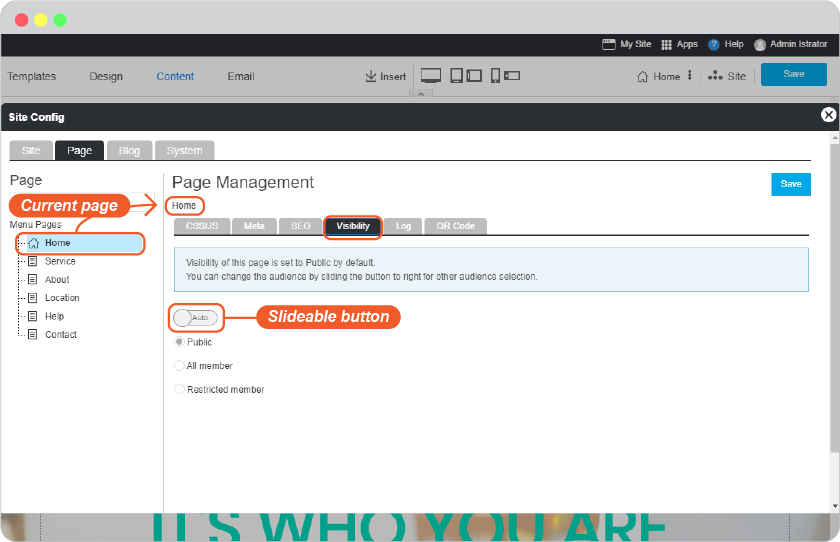 My Site Apps ? Help Admin Istrator
Templates Design Content Email Insert Home Site Save
Site Config
Site Page Blog System
Page
Current page
Menu Pages
Home
Service
About
Location
Help
Contact
Page Management
Save
Home
CSS/JS Meta SEO Visibility Log QR Code
Visibility of this page is set to Public by default.
You can change the audience by sliding the button to right for other audience selection.
AUTO
Slideable button
Public
All member
Restricted member
IT'S WHO YOU ARE